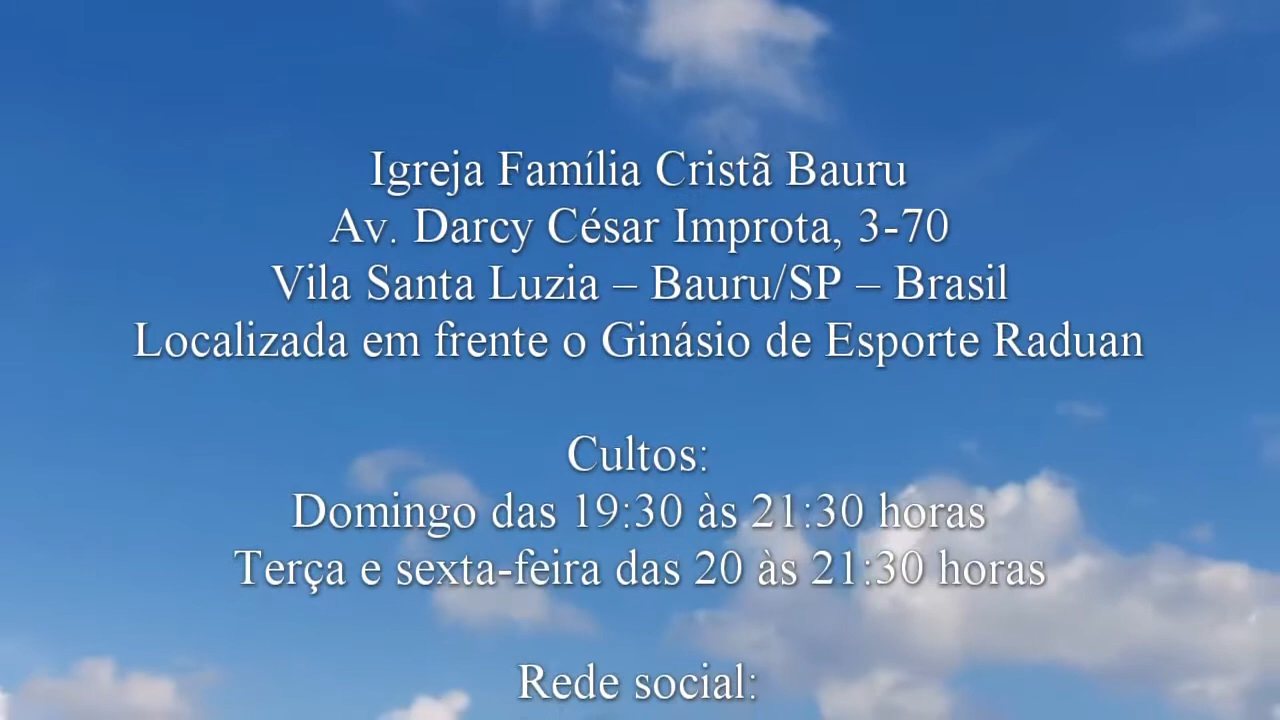 Igreja Família Cristã Bauru
Av. Darcy César Improta, 3-70
Vila Santa Luzia – Bauru/SP – Brasil
Localizada em frente o Ginásio de Esporte Raduan
Cultos:
Domingo das 19:30 às 21:30 horas
Terça e sexta-feira das 20 às 21:30 horas
Rede social: